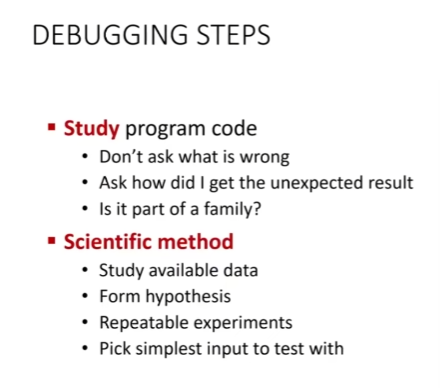 DEBUGGING STEPS
▪ Study program code
• Don't ask what is wrong
• Ask how did I get the unexpected result
• Is it part of a family?
▪ Scientific method
• Study available data
• Form hypothesis
• Repeatable experiments
• Pick simplest input to test with